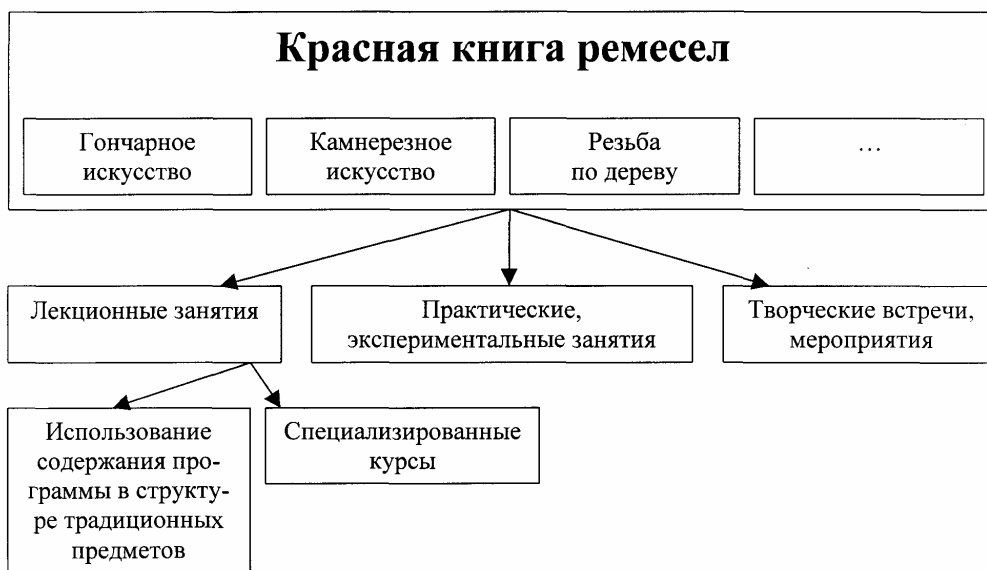 Красная книга ремесел
Гончарное
искусство
Камнерезное
искусство
Резьба
по дереву
...
Лекционные занятия
Практические,
экспериментальные занятия
Творческие встречи,
мероприятия
Использование
содержания про-
граммы в структу-
ре традиционных
предметов
Специализированные
курсы